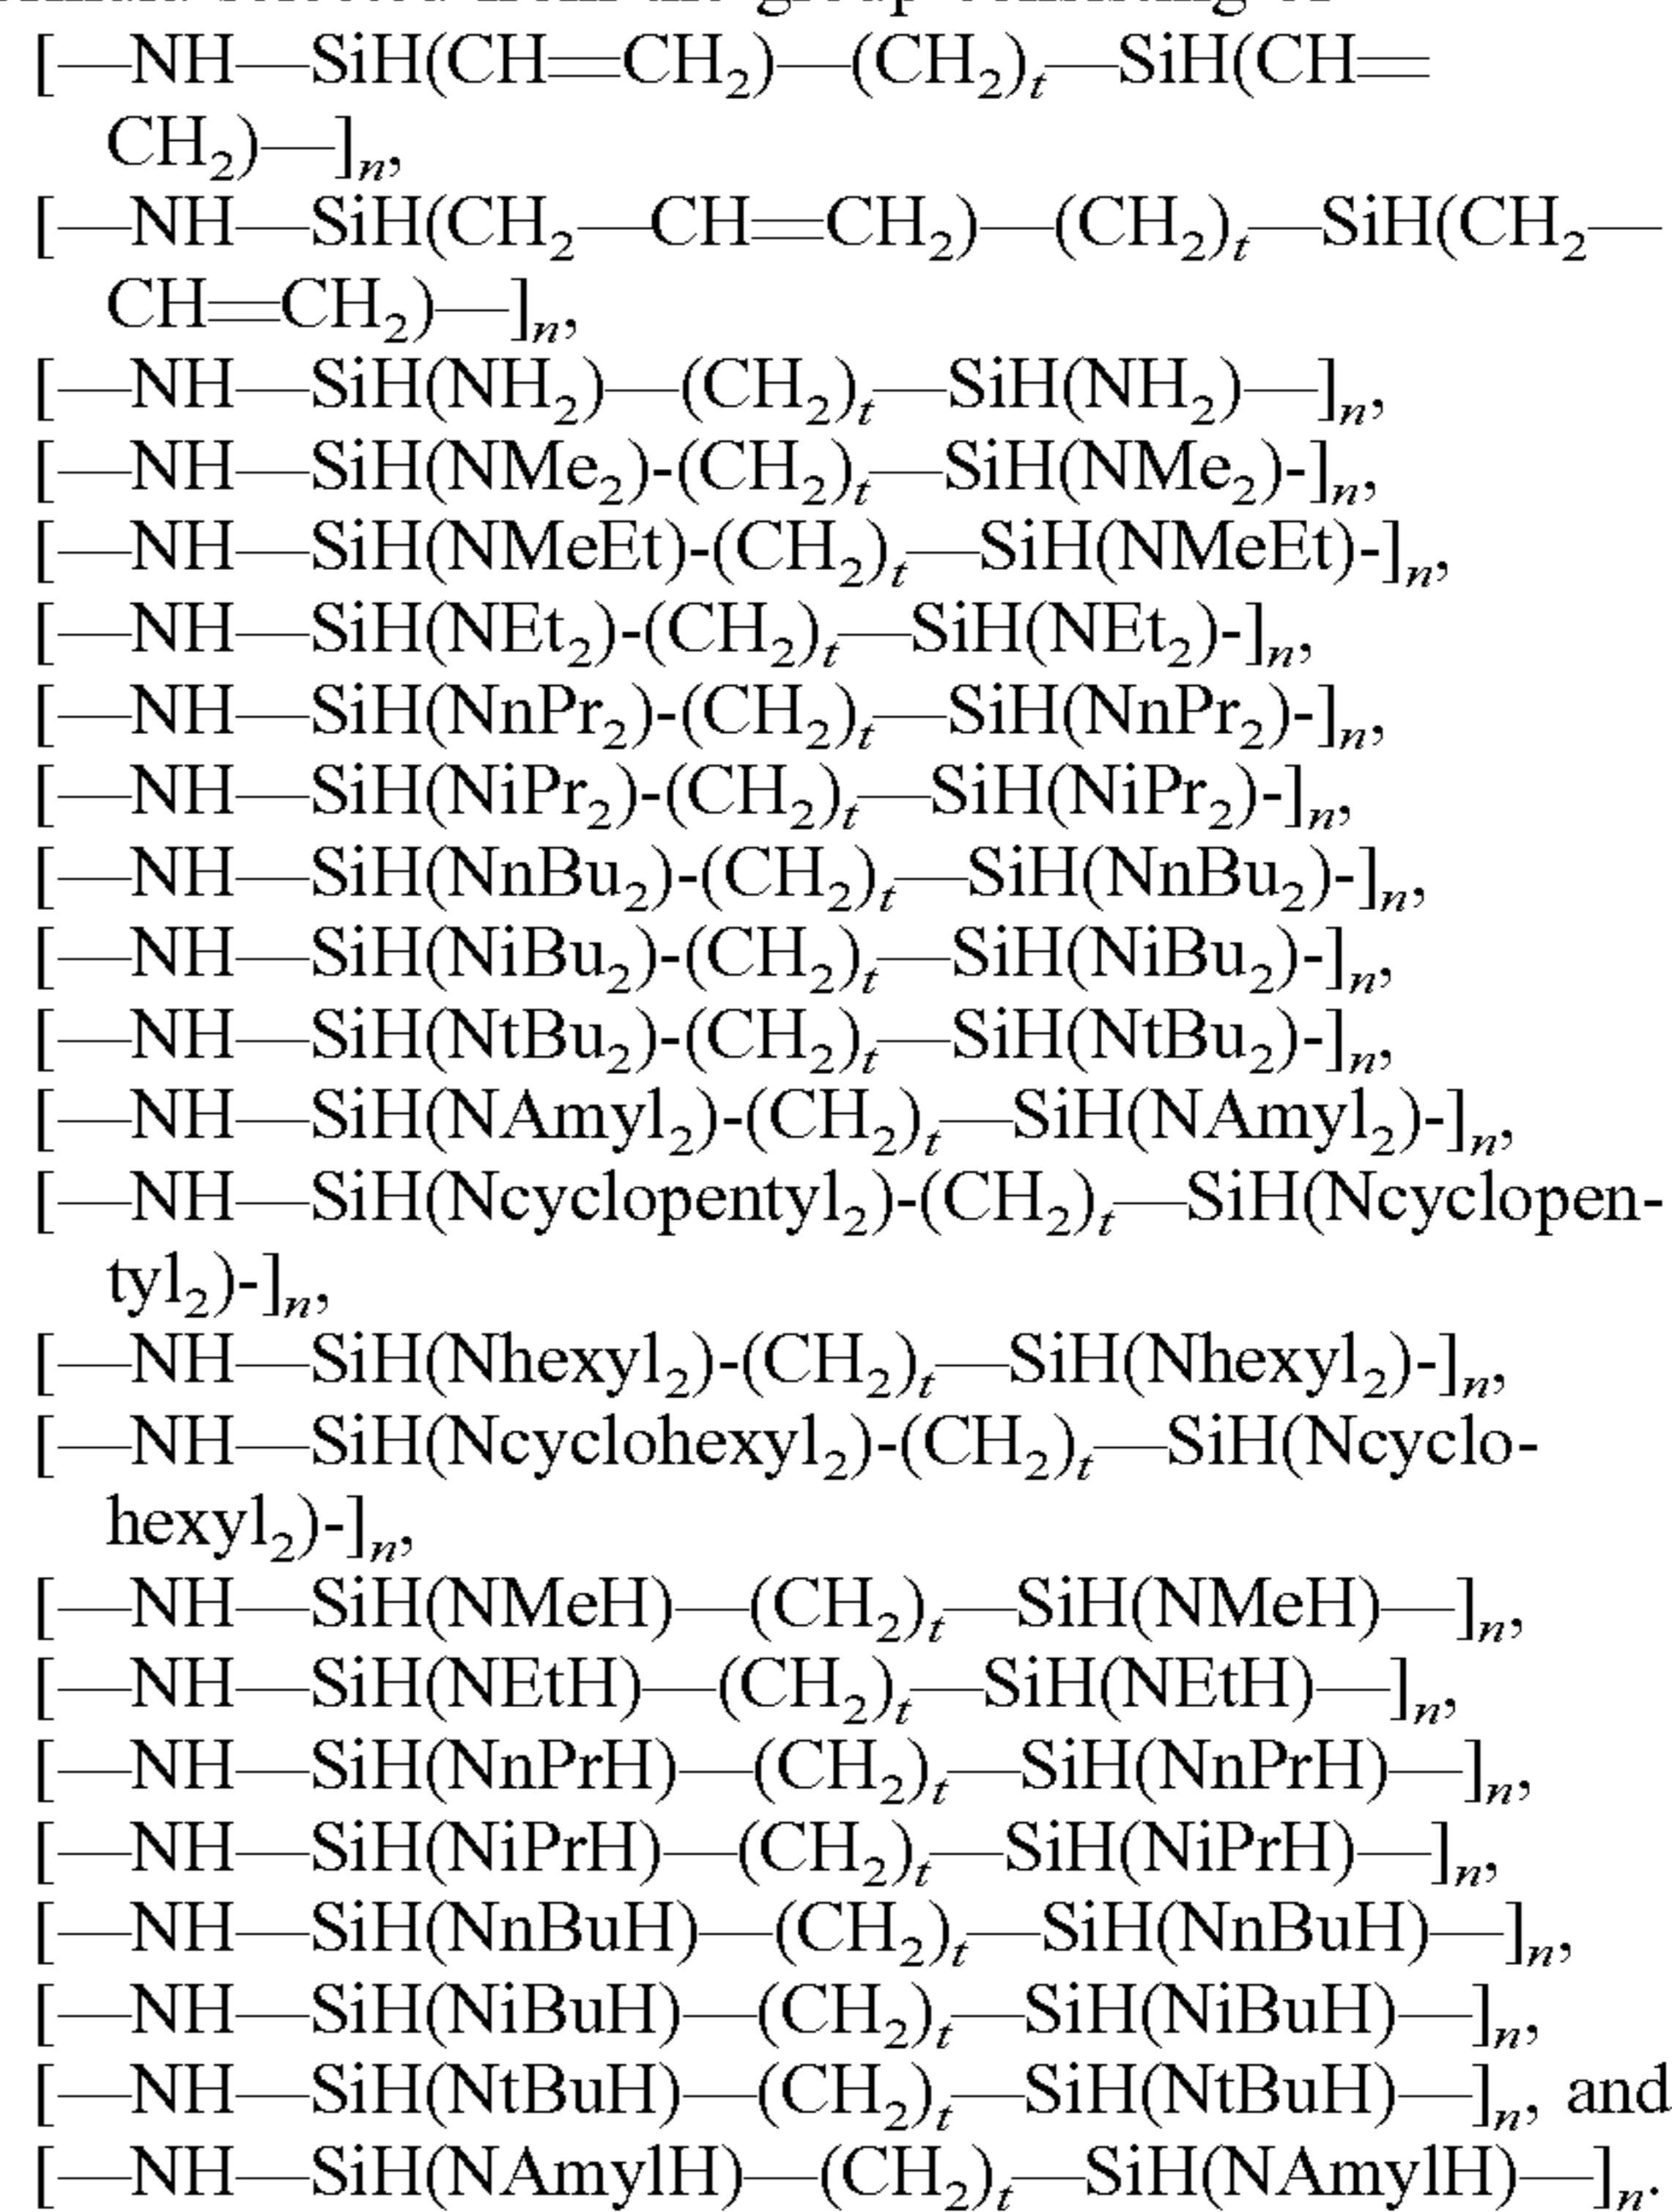 selected from the group consisting of
[—NH—SiH(CH=CH₂)—(CH₂)ₜ—SiH(CH=
CH₂)—]ₙ,
[—NH—SiH(CH₂—CH=CH₂)—(CH₂)ₜ—SiH(CH₂—
CH=CH₂)—]ₙ,
[—NH—SiH(NH₂)—(CH₂)ₜ—SiH(NH₂)—]ₙ,
[—NH—SiH(NMe₂)-(CH₂)ₜ—SiH(NMe₂)-]ₙ,
[—NH—SiH(NMeEt)-(CH₂)ₜ—SiH(NMeEt)-]ₙ,
[—NH—SiH(NEt₂)-(CH₂)ₜ—SiH(NEt₂)-]ₙ,
[—NH—SiH(NnPr₂)-(CH₂)ₜ—SiH(NnPr₂)-]ₙ,
[—NH—SiH(NiPr₂)-(CH₂)ₜ—SiH(NiPr₂)-]ₙ,
[—NH—SiH(NnBu₂)-(CH₂)ₜ—SiH(NnBu₂)-]ₙ,
[—NH—SiH(NiBu₂)-(CH₂)ₜ—SiH(NiBu₂)-]ₙ,
[—NH—SiH(NtBu₂)-(CH₂)ₜ—SiH(NtBu₂)-]ₙ,
[—NH—SiH(NAmyl₂)-(CH₂)ₜ—SiH(NAmyl₂)-]ₙ,
[—NH—SiH(Ncyclopentyl₂)-(CH₂)ₜ—SiH(Ncyclopen-
tyl₂)-]ₙ,
[—NH—SiH(Nhexyl₂)-(CH₂)ₜ—SiH(Nhexyl₂)-]ₙ,
[—NH—SiH(Ncyclohexyl₂)-(CH₂)ₜ—SiH(Ncyclo-
hexyl₂)-]ₙ,
[—NH—SiH(NMeH)—(CH₂)ₜ—SiH(NMeH)—]ₙ,
[—NH—SiH(NEtH)—(CH₂)ₜ—SiH(NEtH)—]ₙ,
[—NH—SiH(NnPrH)—(CH₂)ₜ—SiH(NnPrH)—]ₙ,
[—NH—SiH(NiPrH)—(CH₂)ₜ—SiH(NiPrH)—]ₙ,
[—NH—SiH(NnBuH)—(CH₂)ₜ—SiH(NnBuH)—]ₙ,
[—NH—SiH(NiBuH)—(CH₂)ₜ—SiH(NiBuH)—]ₙ,
[—NH—SiH(NtBuH)—(CH₂)ₜ—SiH(NtBuH)—]ₙ, and
[—NH—SiH(NAmylH)—(CH₂)ₜ—SiH(NAmylH)—]ₙ.